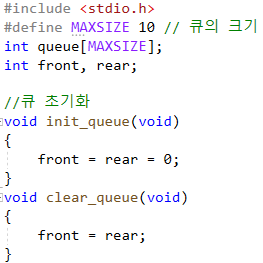 #include <stdio.h>
#define MAXSIZE 10 // 큐의 크기
int queue[MAXSIZE];
int front, rear;

//큐 초기화
void init_queue(void)
{
    front = rear = 0;
}
void clear_queue(void)
{
    front = rear;
}